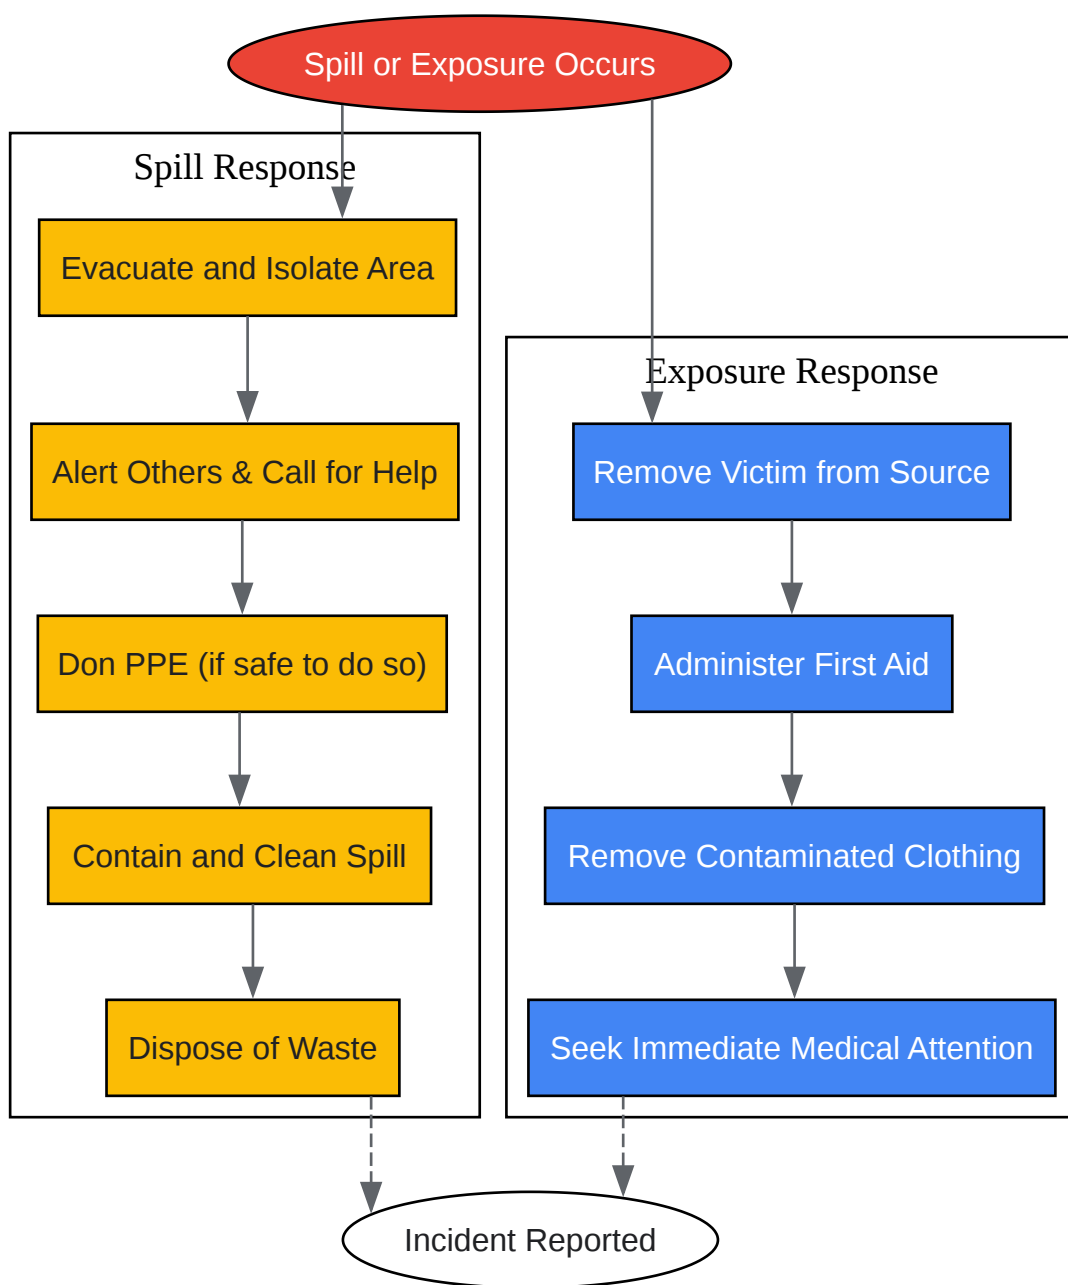 Spill or Exposure Occurs
Spill Response
Evacuate and Isolate Area
Alert Others & Call for Help
Don PPE (if safe to do so)
Contain and Clean Spill
Dispose of Waste
Exposure Response
Remove Victim from Source
Administer First Aid
Remove Contaminated Clothing
Seek Immediate Medical Attention
Incident Reported